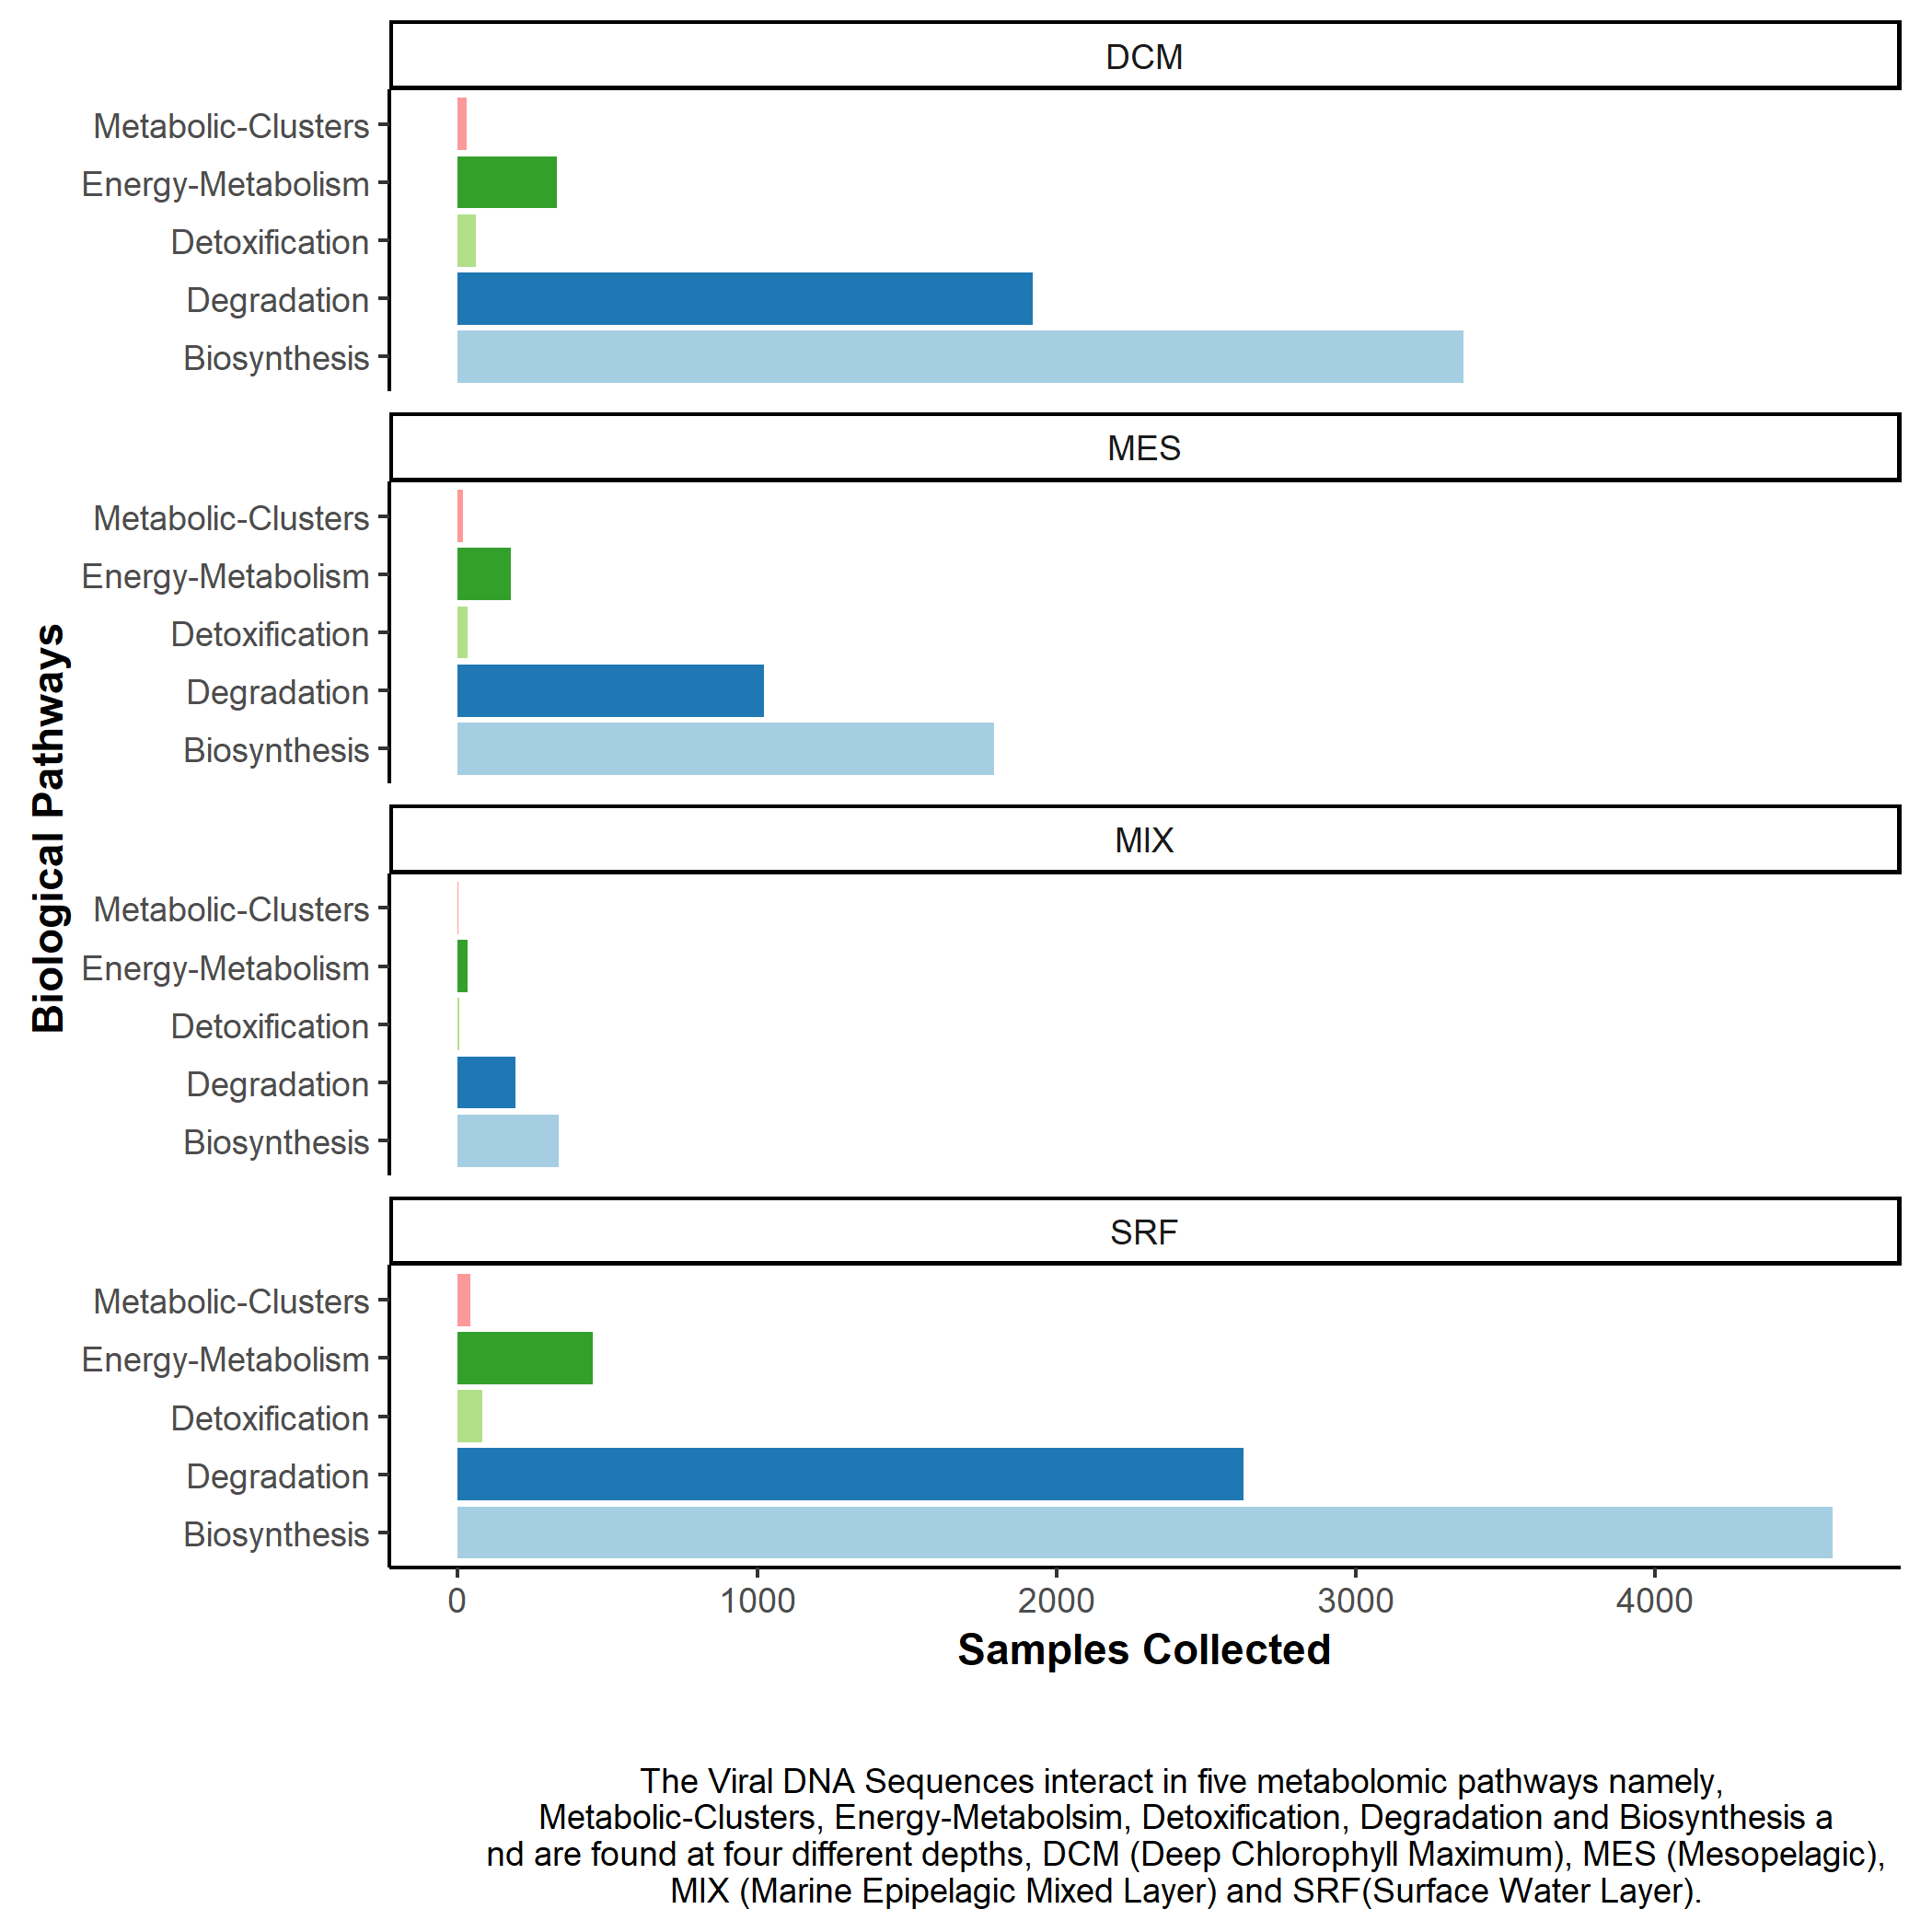 DCM
Metabolic-Clusters
Energy-Metabolism
Detoxification
Degradation
Biosynthesis
MES
Metabolic-Clusters
Energy-Metabolism
Detoxification
Degradation
Biosynthesis
MIX
Metabolic-Clusters
Energy-Metabolism
Detoxification
Degradation
Biosynthesis
SRF
Metabolic-Clusters
Energy-Metabolism
Detoxification
Degradation
Biosynthesis
Biological Pathways
0 1000 2000 3000 4000
Samples Collected
The Viral DNA Sequences interact in five metabolomic pathways namely,
Metabolic-Clusters, Energy-Metabolsim, Detoxification, Degradation and Biosynthesis a
nd are found at four different depths, DCM (Deep Chlorophyll Maximum), MES (Mesopelagic),
MIX (Marine Epipelagic Mixed Layer) and SRF(Surface Water Layer).